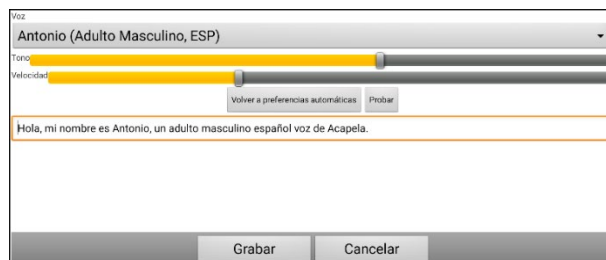 Voz
Antonio (Adulto Masculino, ESP)
Tono
Velocidad
Volver a preferencias automáticas Probar
Hola, mi nombre es Antonio, un adulto masculino español voz de Acapela.
Grabar Cancelar